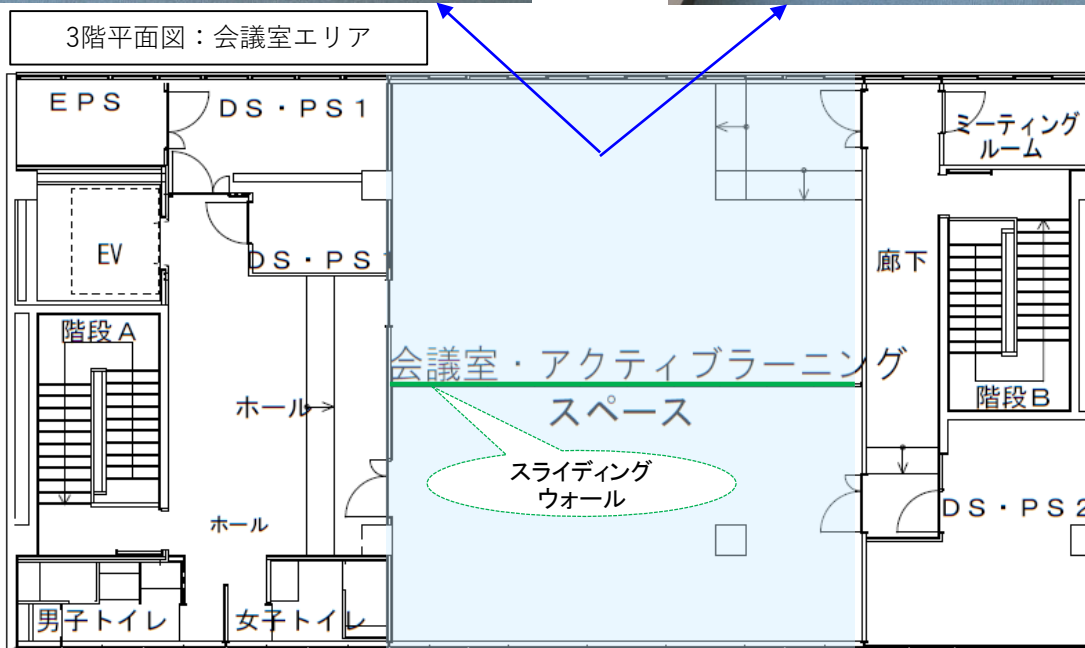 3階平面図：会議室エリア
EPS
DS・PS1
ミーティング
ルーム
EV
DS・PS1
廊下
階段A
会議室・アクティブラーニング
スペース
ホール
階段B
スライディング
ウォール
ホール
DS・PS2
男子トイレ
女子トイレ